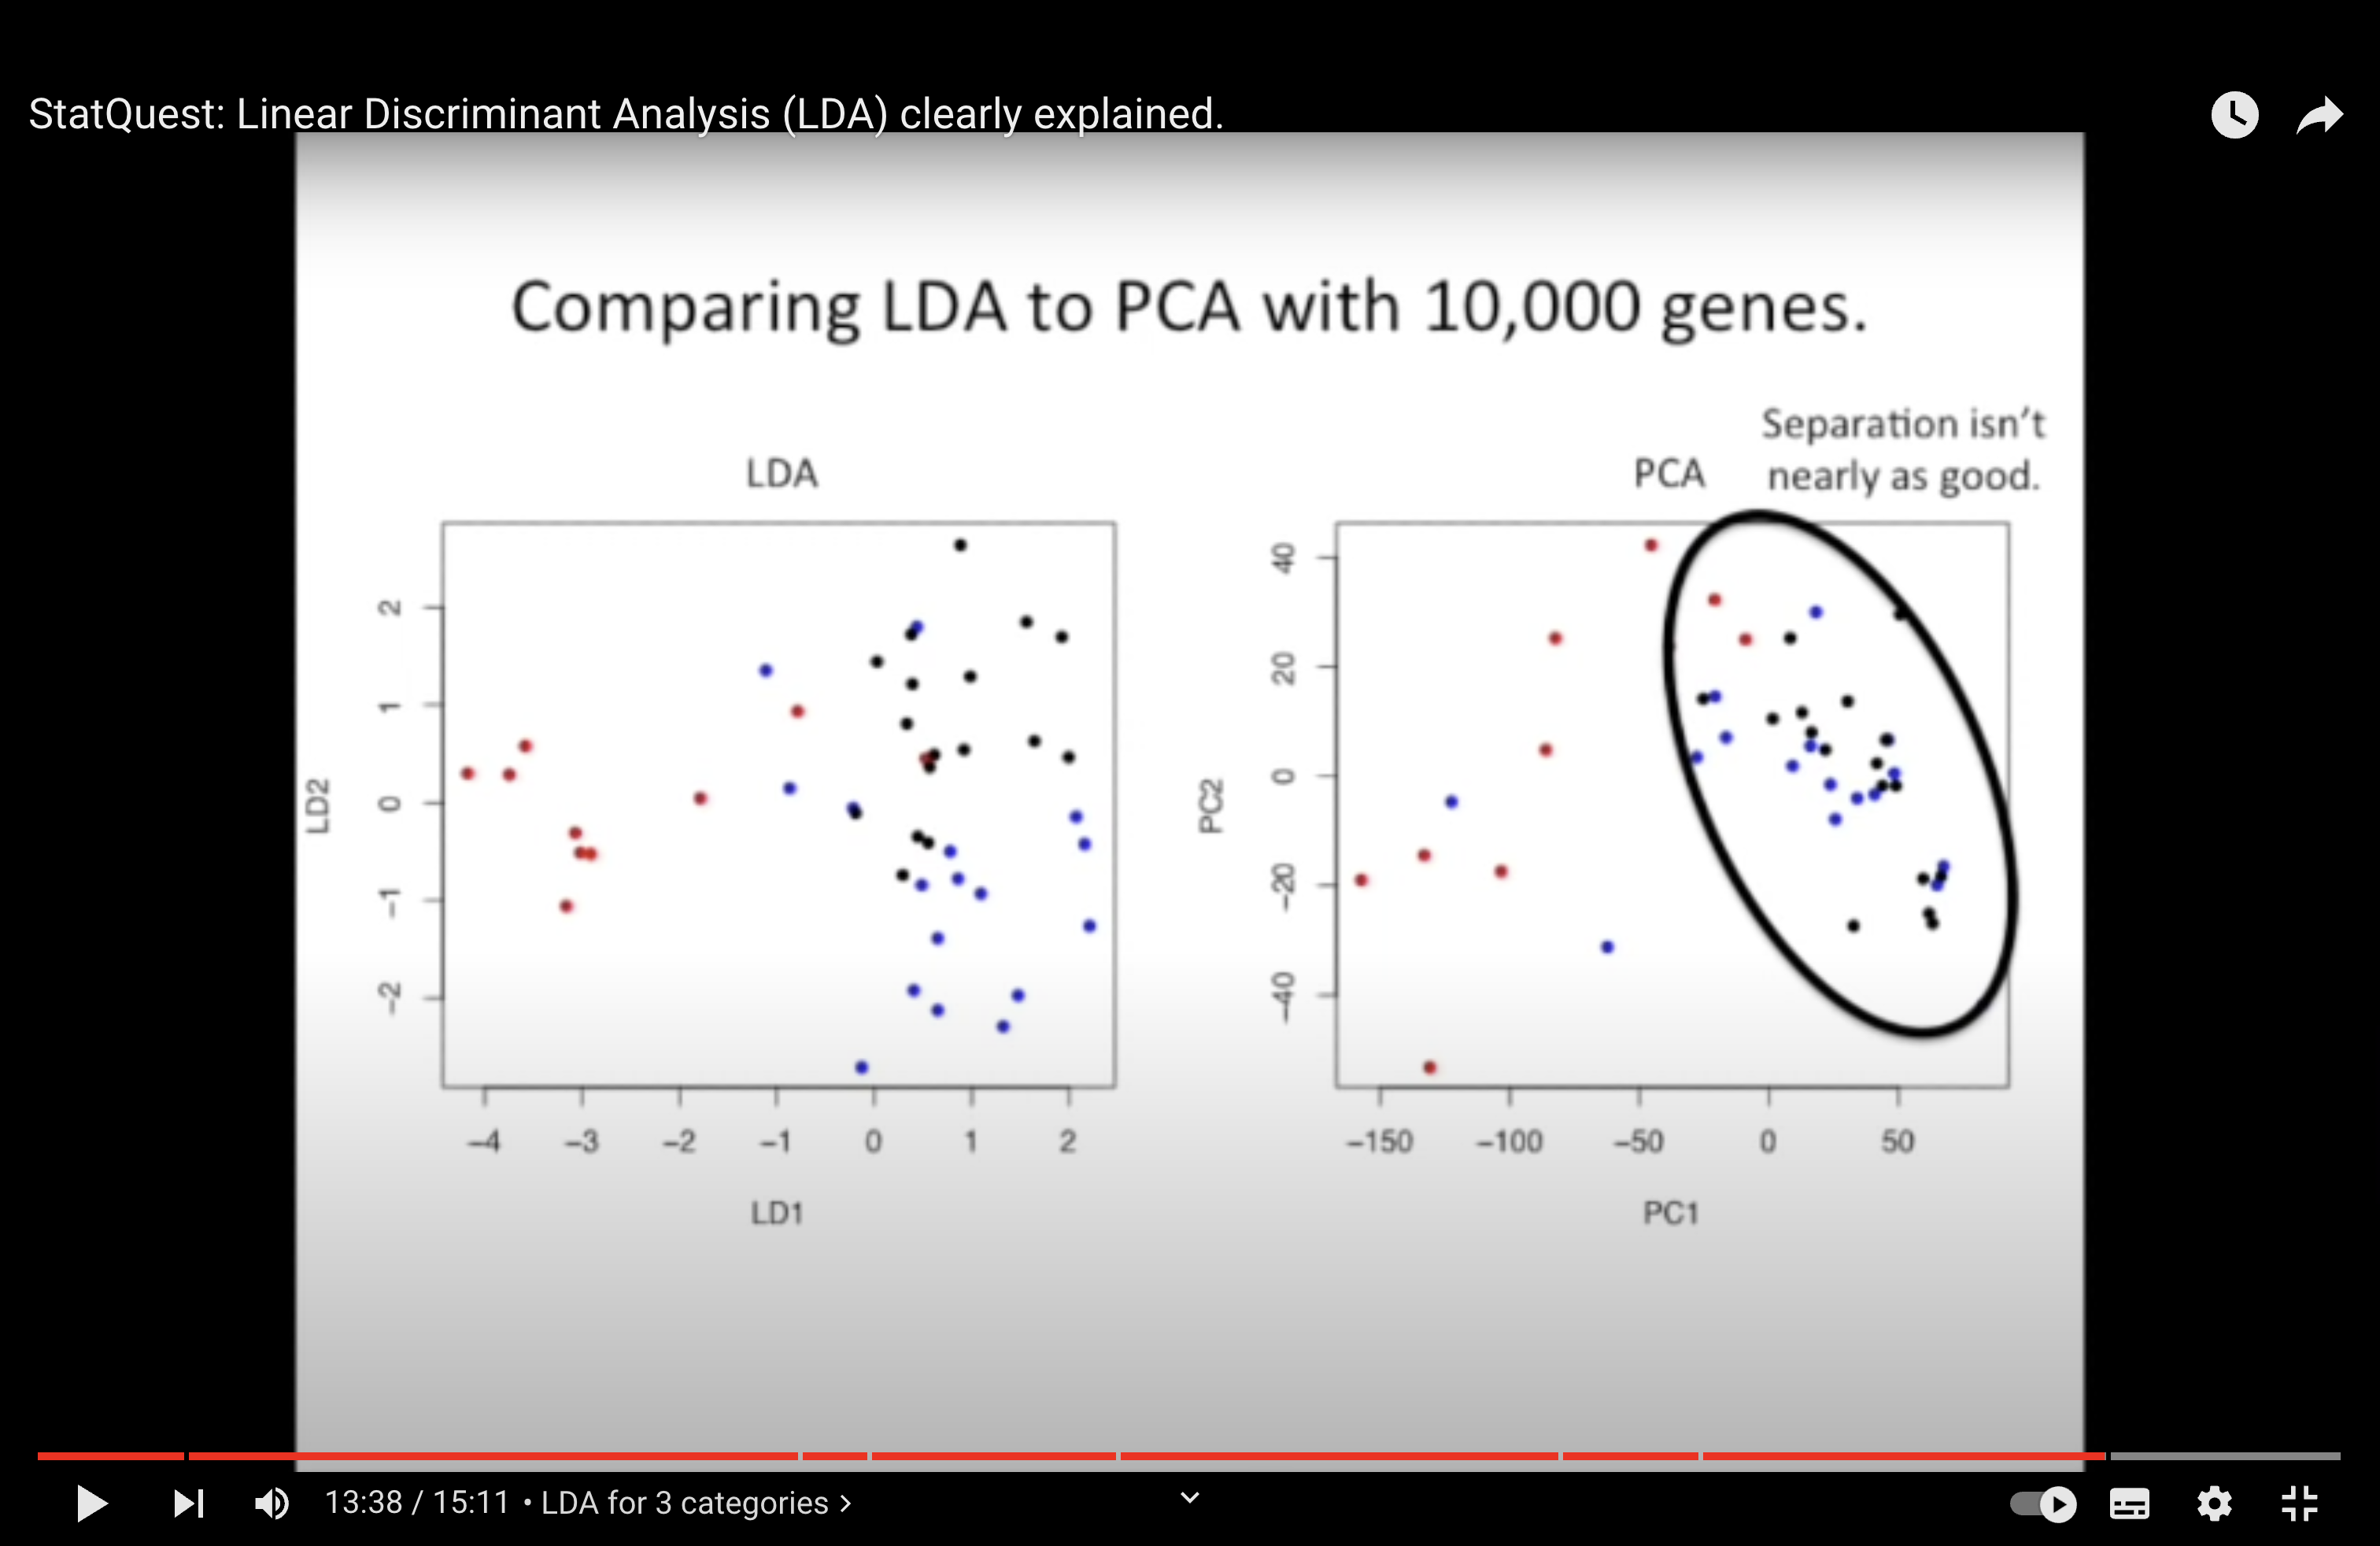 StatQuest: Linear Discriminant Analysis (LDA) clearly explained.
Comparing LDA to PCA with 10,000 genes.
Separation isn't
nearly as good.
LDA
PCA
LD2
2
1
0
−1
−2
−4 −3 −2 −1 0 1 2
LD1
PC2
40
20
0
−20
−40
−150 −100 −50 0 50
PC1
13:38 / 15:11 • LDA for 3 categories >